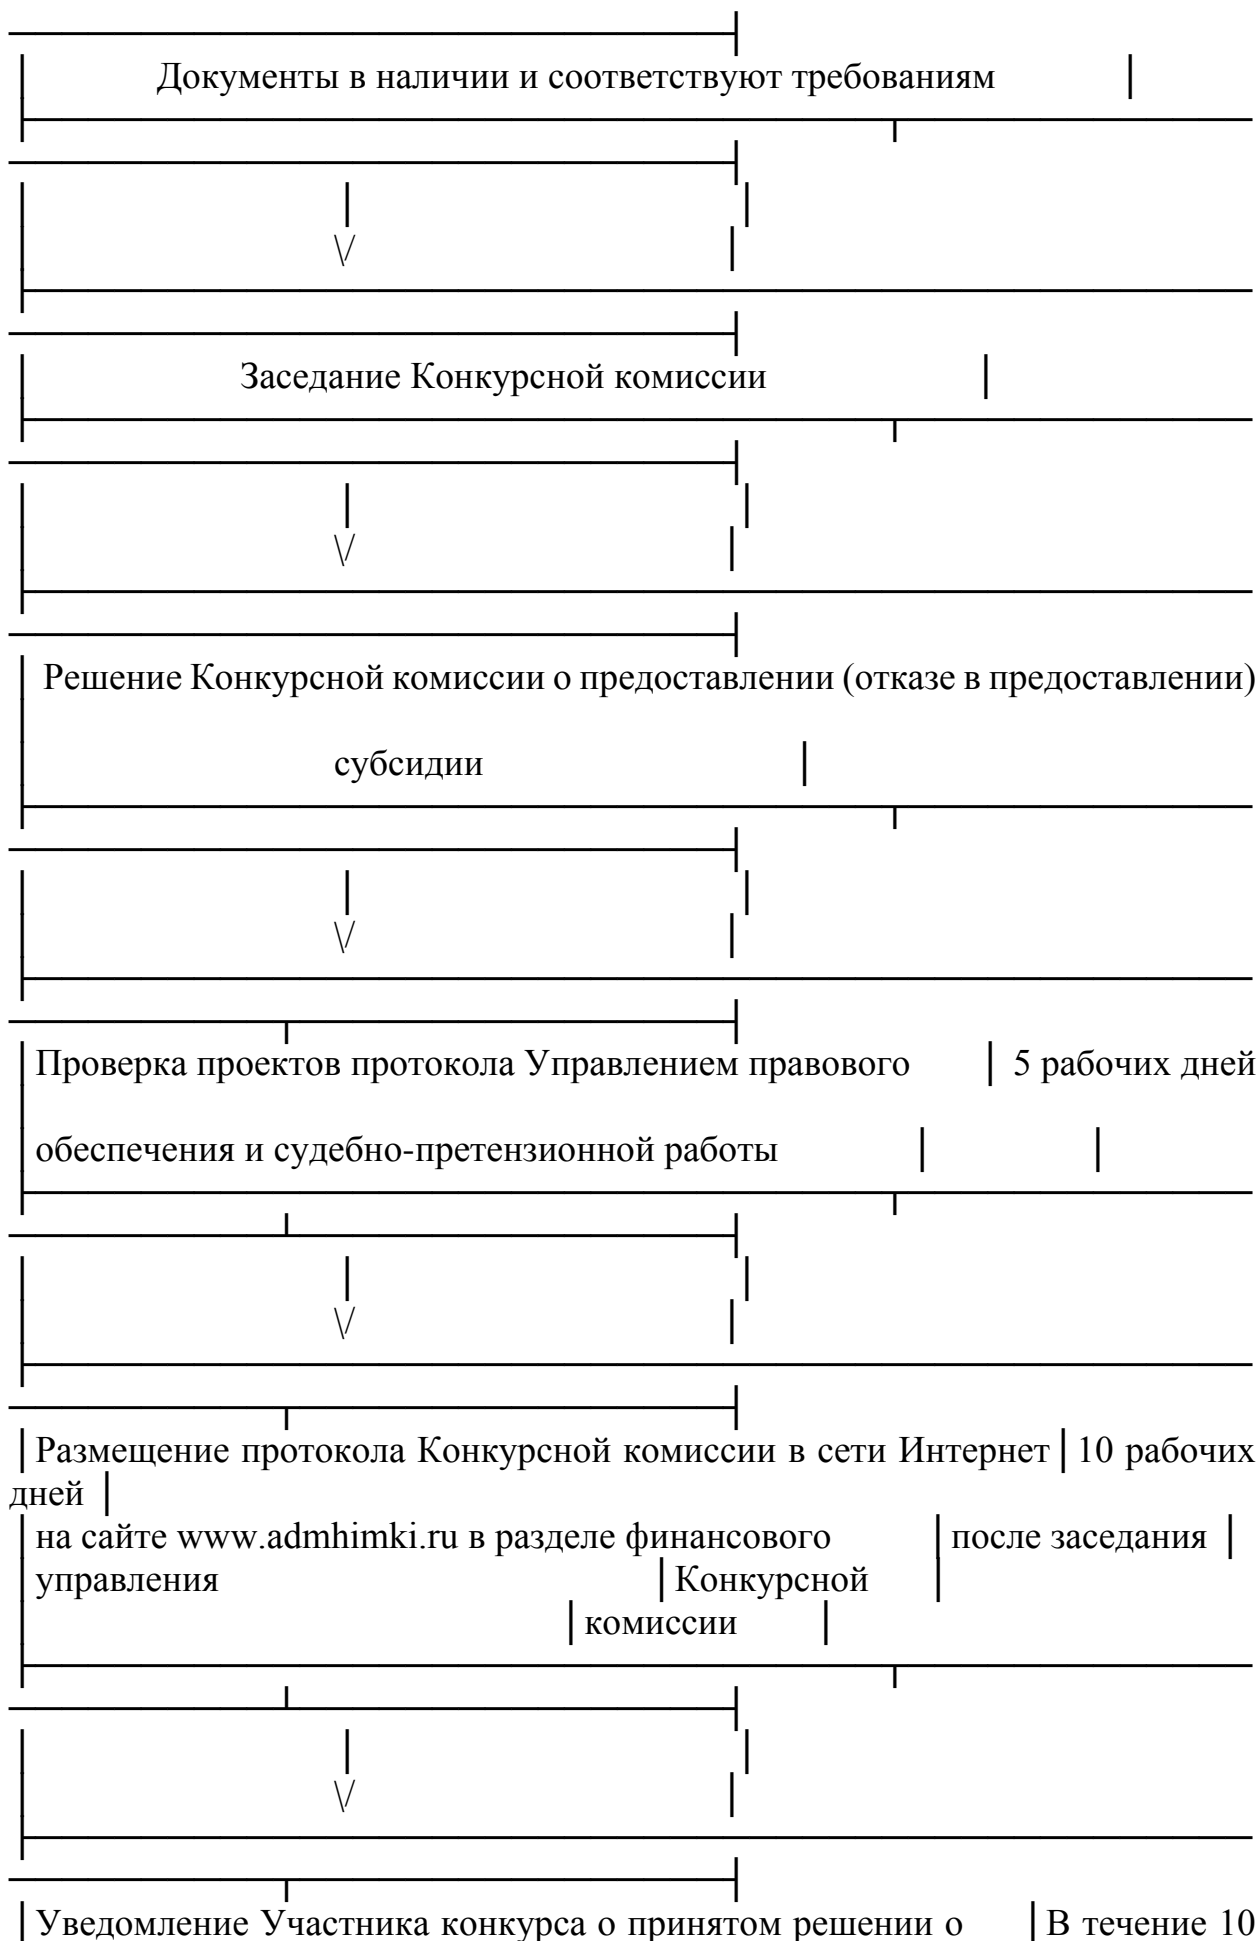 Документы в наличии и соответствуют требованиям
Заседание Конкурсной комиссии
Решение Конкурсной комиссии о предоставлении (отказе в предоставлении)
субсидии
Проверка проектов протокола Управлением правового │ 5 рабочих дней
обеспечения и судебно-претензионной работы
│Размещение протокола Конкурсной комиссии в сети Интернет│10 рабочих
дней │
│на сайте www.admhimki.ru в разделе финансового │после заседания │
│управления │Конкурсной │
│комиссии │
│Уведомление Участника конкурса о принятом решении о │В течение 10